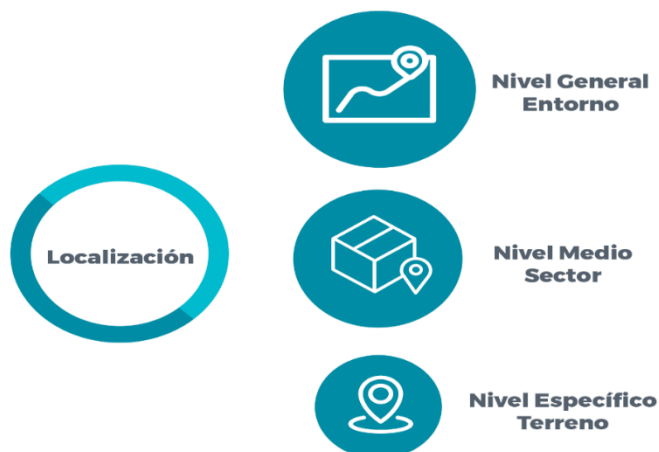 Nivel General
Entorno
Localización
Nivel Medio
Sector
Nivel Específico
Terreno